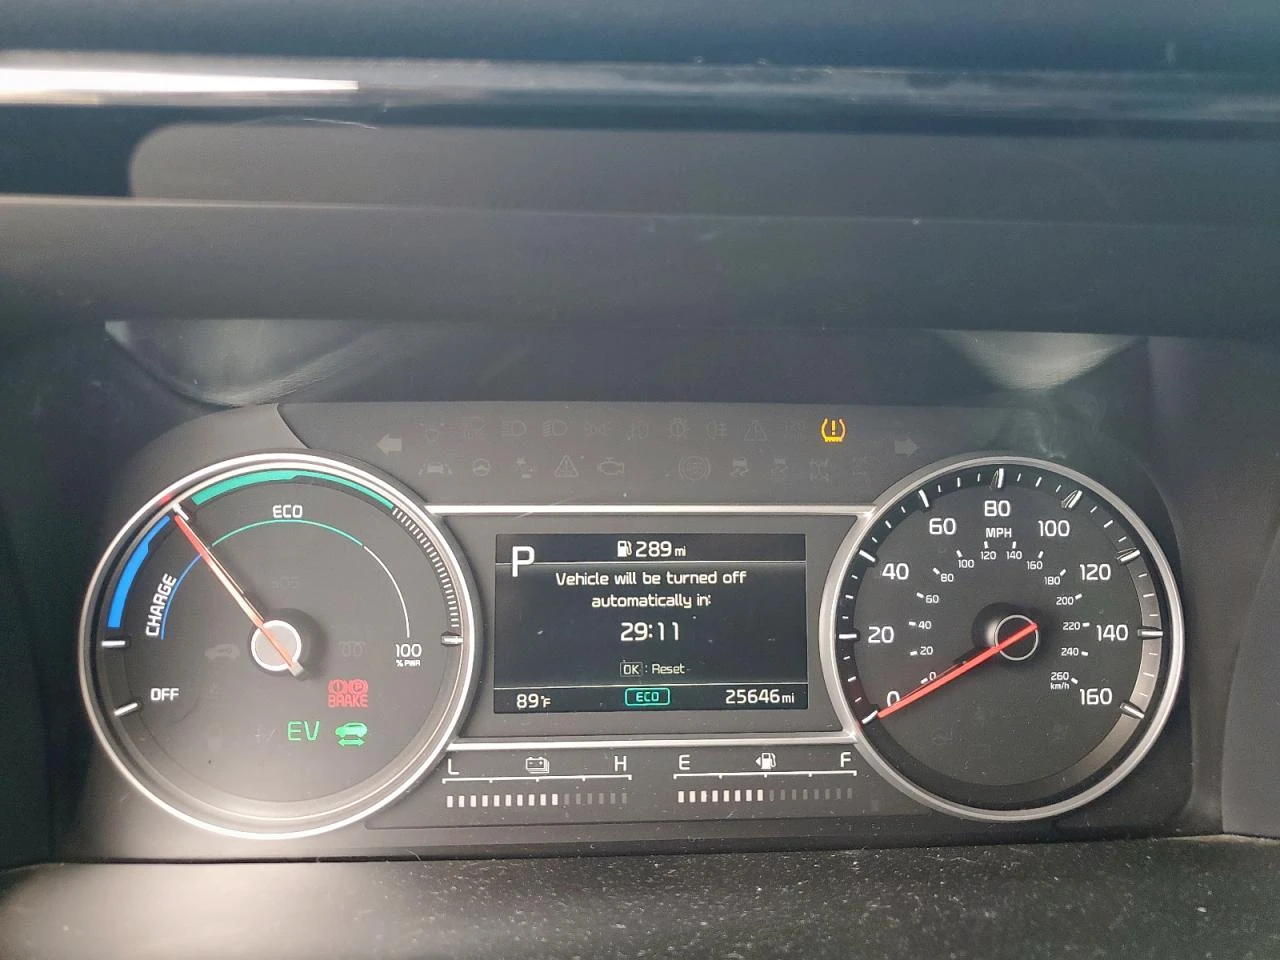 ECO
CHARGE
OFF
100
% PWR
BRAKE
EV
P
289 mi
Vehicle will be turned off
automatically in:
29:11
OK : Reset
89°F
ECO
25646 mi
L H
E F
MPH
0 20 40 60 80 100 120 140 160
0 20 40 60 80 100 120 140 160 180 200 220 240 260
km/h